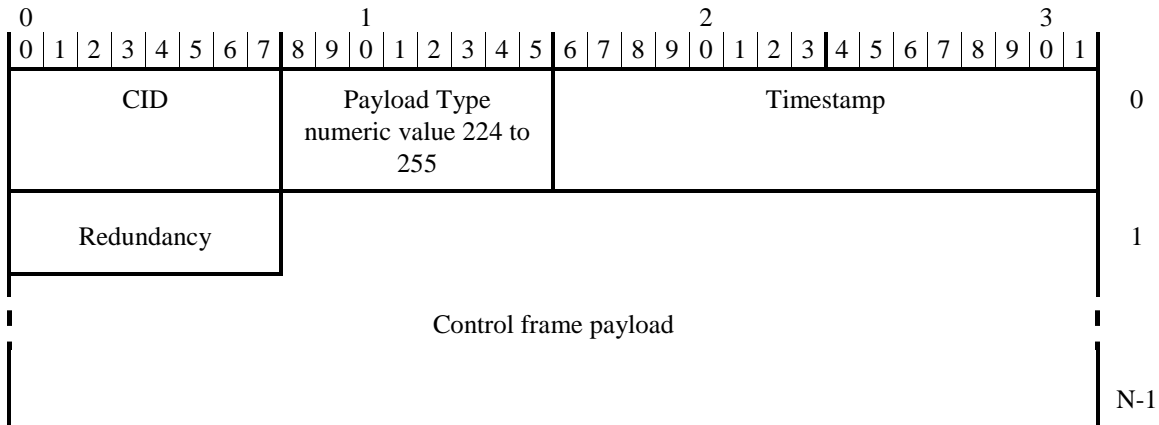 0 1 2 3
0 1 2 3 4 5 6 7 8 9 0 1 2 3 4 5 6 7 8 9 0 1 2 3 4 5 6 7 8 9 0 1
CID Payload Type Timestamp 0
numeric value 224 to
255
Redundancy 1
Control frame payload
N-1